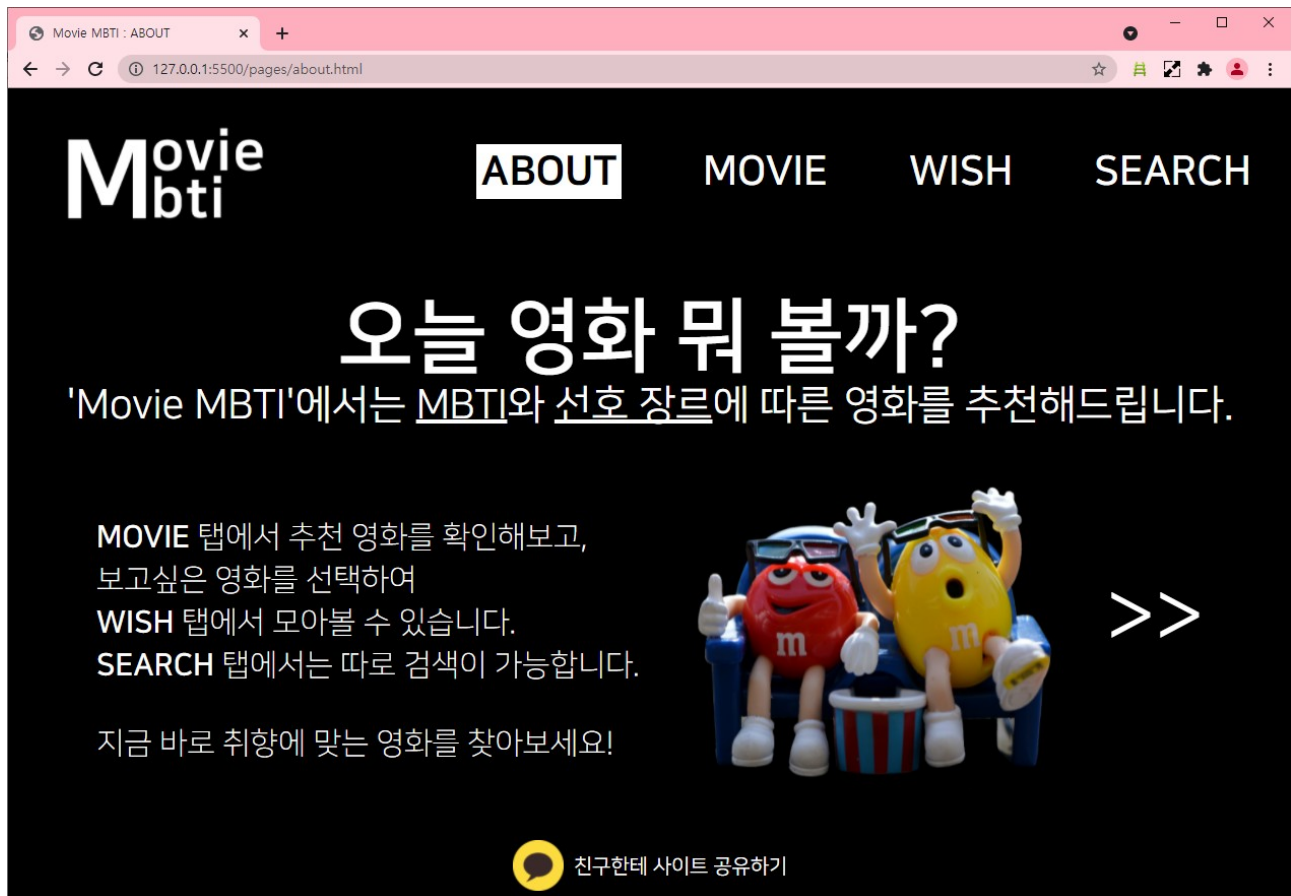 Movie MBTI : ABOUT
127.0.0.1:5500/pages/about.html
Movie
Mbti
ABOUT MOVIE WISH SEARCH
오늘 영화 뭐 볼까?
'Movie MBTI'에서는 MBTI와 선호 장르에 따른 영화를 추천해드립니다.
MOVIE 탭에서 추천 영화를 확인해보고,
보고싶은 영화를 선택하여
WISH 탭에서 모아볼 수 있습니다.
SEARCH 탭에서는 따로 검색이 가능합니다.
지금 바로 취향에 맞는 영화를 찾아보세요!
m
m
>>
친구한테 사이트 공유하기